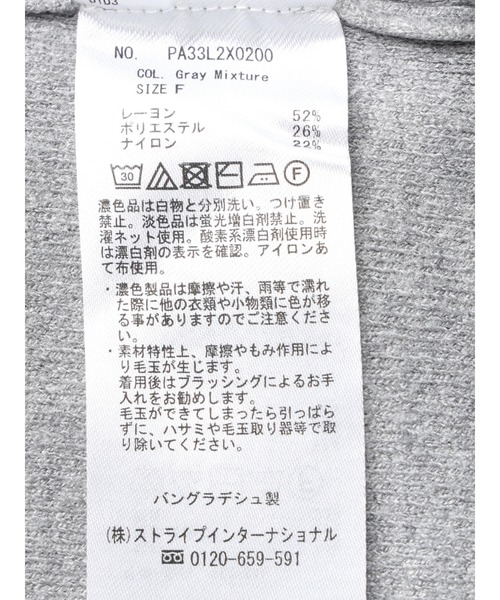 0103
NO. PA33L2X0200
COL. Gray Mixture
SIZE F
レーヨン 52%
ポリエステル 26%
ナイロン 22%
30 F
濃色品は白物と分別洗い。つけ置き
禁止。淡色品は蛍光増白剤禁止。洗
濯ネット使用。酸素系漂白剤使用時
は漂白剤の表示を確認。アイロンあ
て布使用。
・濃色製品は摩擦や汗、雨等で濡れ
た際に他の衣類や小物類に色が移
る事がありますのでご注意くださ
い。
・素材特性上、摩擦やもみ作用によ
り毛玉が生じます。
着用後はブラッシングによるお手
入れをお勧めします。
毛玉ができてしまったら引っぱら
ずに、ハサミや毛玉取り器等で取
り除いてください。
バングラデシュ製
(株)ストライプインターナショナル
0120-659-591